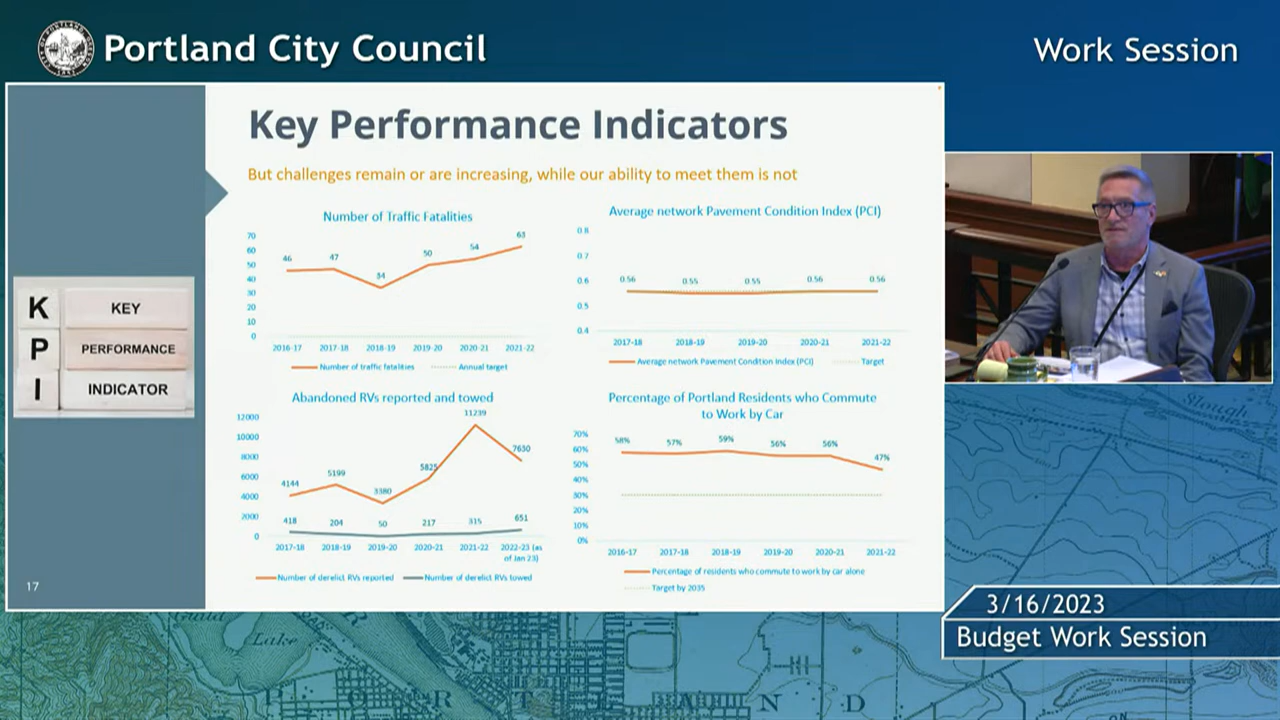 Portland City Council
Work Session
Key Performance Indicators
But challenges remain or are increasing, while our ability to meet them is not
K KEY
P PERFORMANCE
I INDICATOR
17
Number of Traffic Fatalities
70
60
50
40
30
20
10
0
46 47 34 50 54 63
2016-17 2017-18 2018-19 2019-20 2020-21 2021-22
Number of traffic fatalities Annual target
Average network Pavement Condition Index (PCI)
0.8
0.7
0.6
0.5
0.4
0.56 0.55 0.55 0.56 0.56
2017-18 2018-19 2019-20 2020-21 2021-22
Average network Pavement Condition Index (PCI) Target
Abandoned RVs reported and towed
12000
10000
8000
6000
4000
2000
0
4144 5199 3380 5825 11239 7630
418 204 50 217 315 651
2017-18 2018-19 2019-20 2020-21 2021-22 2022-23 (as
of Jan 23)
Number of derelict RVs reported Number of derelict RVs towed
Percentage of Portland Residents who Commute
to Work by Car
70%
60%
50%
40%
30%
20%
10%
0%
58% 57% 59% 56% 56% 47%
2016-17 2017-18 2018-19 2019-20 2020-21 2021-22
Percentage of residents who commute to work by car alone
Target by 2035
3/16/2023
Budget Work Session
Guild
Lake
Slough
P O R T L A N D